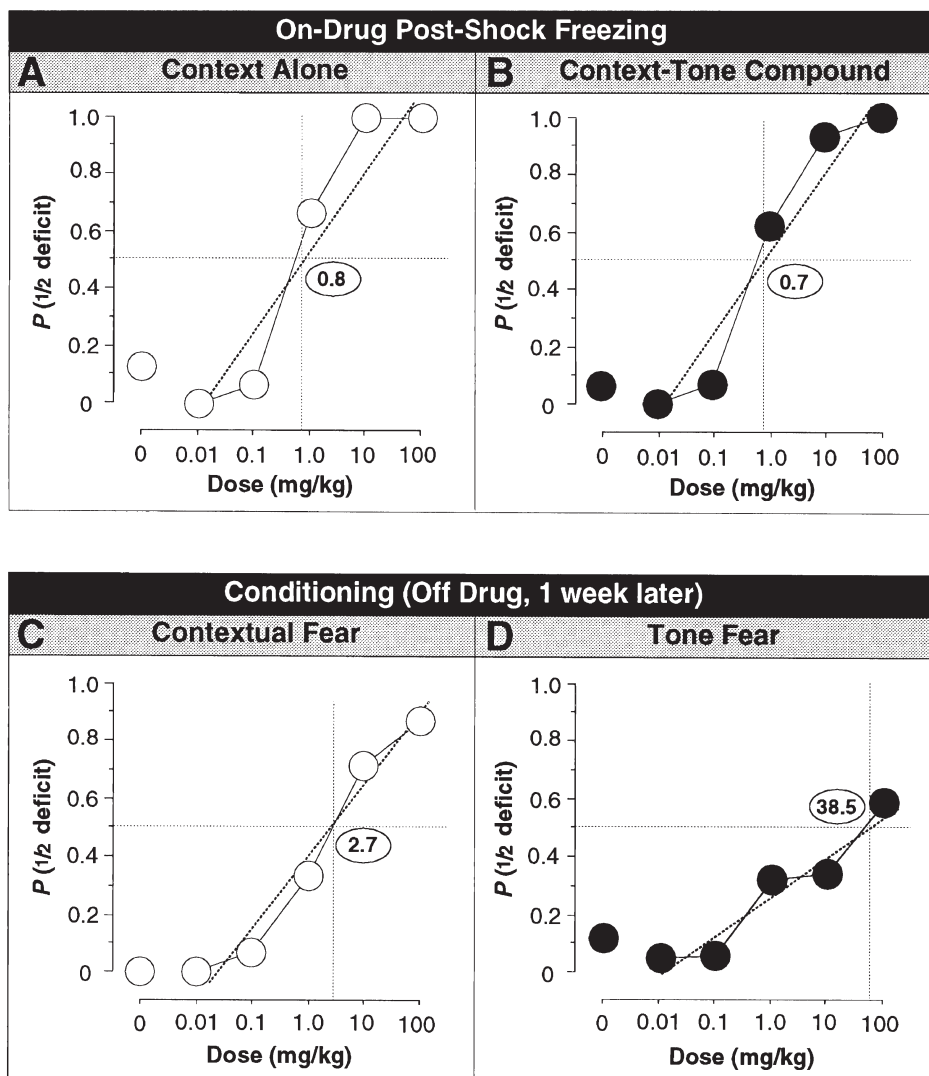 On-Drug Post-Shock Freezing
A Context Alone
B Context-Tone Compound
P (1/2 deficit)
1.0
0.8
0.6
0.4
0.2
0
0.8
0 0.01 0.1 1.0 10 100
Dose (mg/kg)
P (1/2 deficit)
1.0
0.8
0.6
0.4
0.2
0
0.7
0 0.01 0.1 1.0 10 100
Dose (mg/kg)
Conditioning (Off Drug, 1 week later)
C Contextual Fear
D Tone Fear
P (1/2 deficit)
1.0
0.8
0.6
0.4
0.2
0
2.7
0 0.01 0.1 1.0 10 100
Dose (mg/kg)
P (1/2 deficit)
1.0
0.8
0.6
0.4
0.2
0
38.5
0 0.01 0.1 1.0 10 100
Dose (mg/kg)